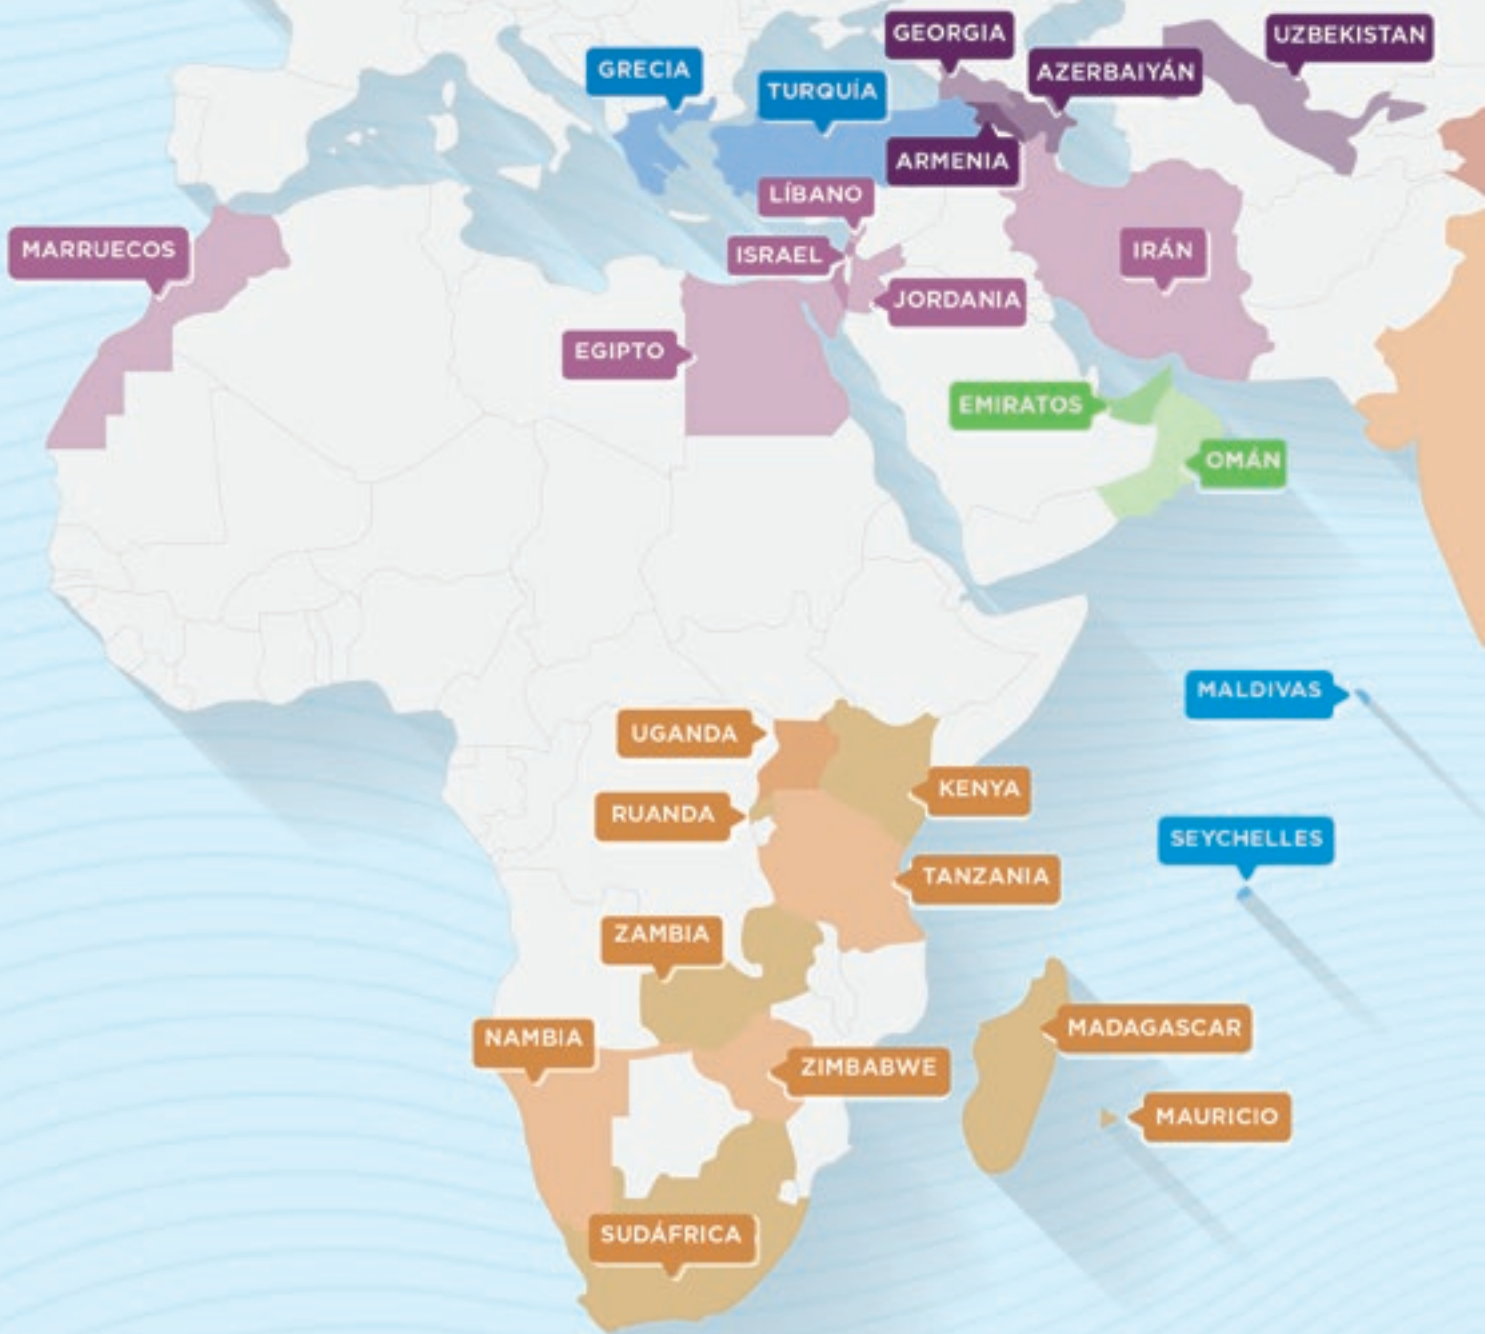 GEORGIA
UZBEKISTAN
GRECIA
AZERBAIYÁN
TURQUÍA
ARMENIA
LÍBANO
MARRUECOS
ISRAEL
IRÁN
JORDANIA
EGIPTO
EMIRATOS
OMÁN
MALDIVAS
UGANDA
KENYA
RUANDA
SEYCHELLES
TANZANIA
ZAMBIA
MADAGASCAR
NAMBIA
ZIMBABWE
MAURICIO
SUDÁFRICA